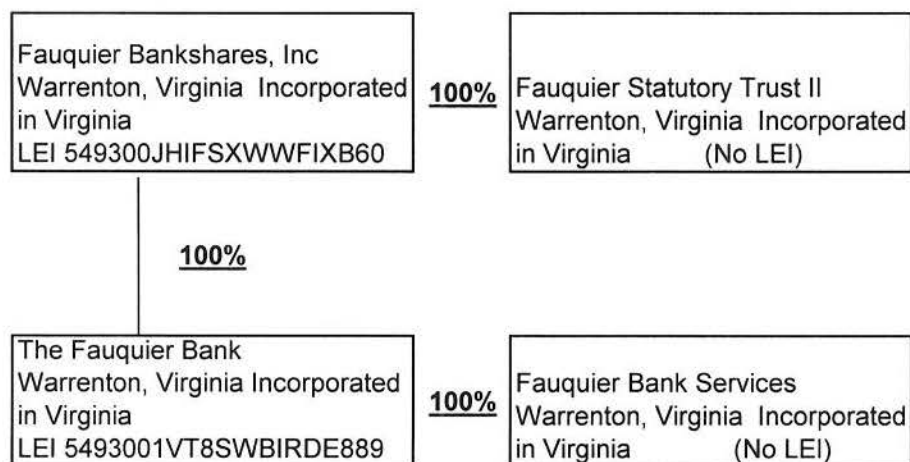 Fauquier Bankshares, Inc
Warrenton, Virginia Incorporated
in Virginia
LEI 549300JHIFSXWWFIXB60
100%
Fauquier Statutory Trust II
Warrenton, Virginia Incorporated
in Virginia (No LEI)
100%
The Fauquier Bank
Warrenton, Virginia Incorporated
in Virginia
LEI 5493001VT8SWBIRDE889
100%
Fauquier Bank Services
Warrenton, Virginia Incorporated
in Virginia (No LEI)